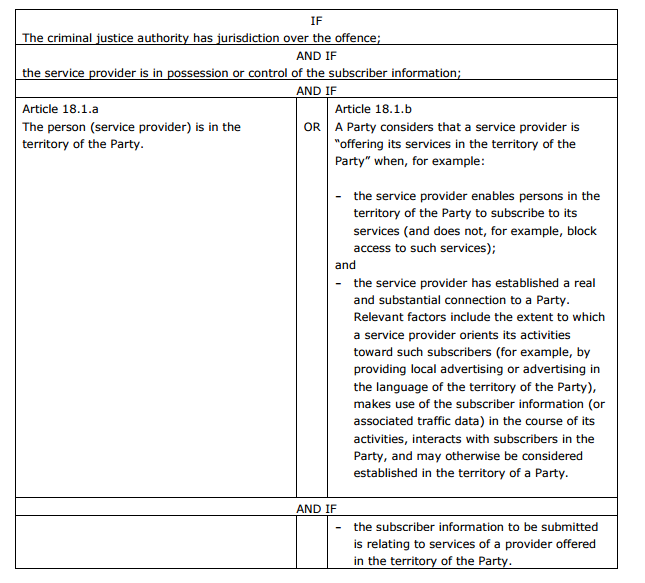 IF
The criminal justice authority has jurisdiction over the offence;
AND IF
the service provider is in possession or control of the subscriber information;
AND IF
Article 18.1.a
The person (service provider) is in the
territory of the Party.
OR
Article 18.1.b
A Party considers that a service provider is
“offering its services in the territory of the
Party” when, for example:
- the service provider enables persons in the
territory of the Party to subscribe to its
services (and does not, for example, block
access to such services);
and
- the service provider has established a real
and substantial connection to a Party.
Relevant factors include the extent to which
a service provider orients its activities
toward such subscribers (for example, by
providing local advertising or advertising in
the language of the territory of the Party),
makes use of the subscriber information (or
associated traffic data) in the course of its
activities, interacts with subscribers in the
Party, and may otherwise be considered
established in the territory of a Party.
AND IF
- the subscriber information to be submitted
is relating to services of a provider offered
in the territory of the Party.